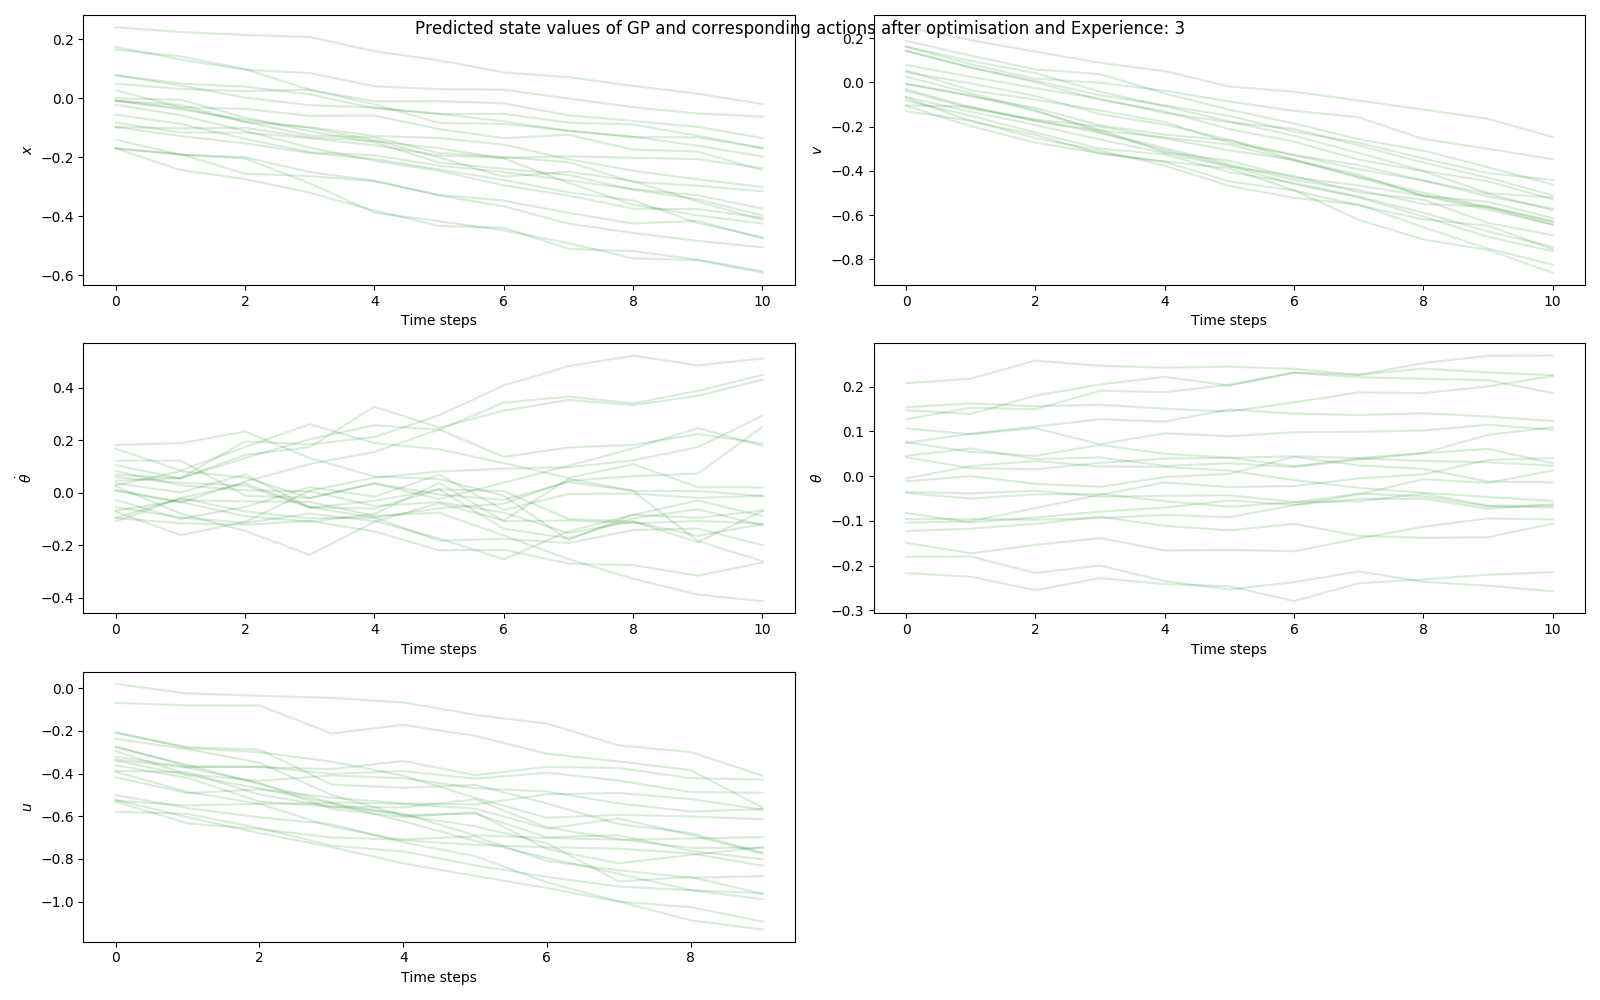 Predicted state values of GP and corresponding actions after optimisation and Experience: 3
0.2
0.0
−0.2
−0.4
−0.6
x
0 2 4 6 8 10
Time steps
0.2
0.0
−0.2
−0.4
−0.6
−0.8
v
0 2 4 6 8 10
Time steps
0.4
0.2
0.0
−0.2
−0.4
θ̇
0 2 4 6 8 10
Time steps
0.2
0.1
0.0
−0.1
−0.2
−0.3
θ
0 2 4 6 8 10
Time steps
0.0
−0.2
−0.4
−0.6
−0.8
−1.0
u
0 2 4 6 8
Time steps